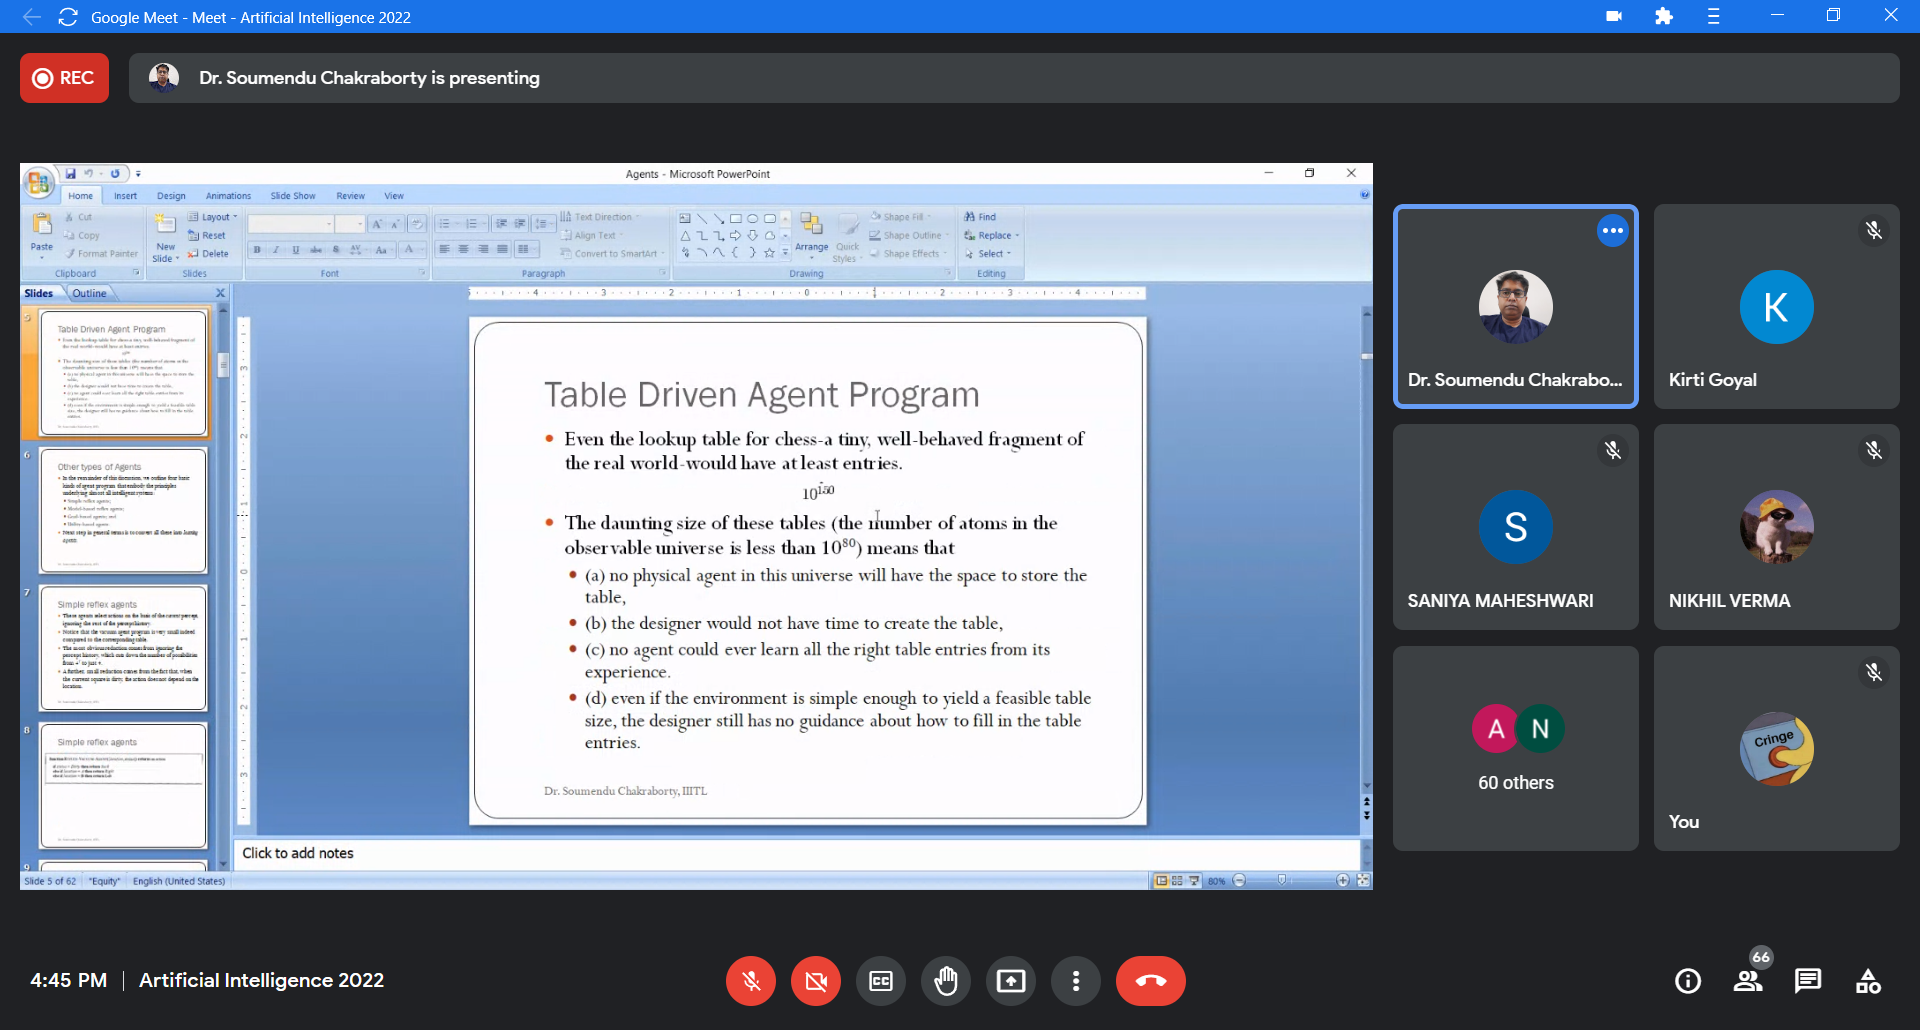 Google Meet - Meet - Artificial Intelligence 2022
REC
Dr. Soumendu Chakraborty is presenting
Agents - Microsoft PowerPoint
Home Insert Design Animations Slide Show Review View
Paste
Cut
Copy
Format Painter
Clipboard
New Slide
Layout
Reset
Delete
Slides
Font
Text Direction
Align Text
Convert to SmartArt
Paragraph
Arrange
Quick Styles
Shape Fill
Shape Outline
Shape Effects
Drawing
Find
Replace
Select
Editing
Slides Outline
5
Table Driven Agent Program
6
Other types of Agents
7
Simple reflex agents
8
Simple reflex agents
9
Table Driven Agent Program
Even the lookup table for chess-a tiny, well-behaved fragment of
the real world-would have at least entries.
10^150
The daunting size of these tables (the number of atoms in the
observable universe is less than 10^80) means that
(a) no physical agent in this universe will have the space to store the
table,
(b) the designer would not have time to create the table,
(c) no agent could ever learn all the right table entries from its
experience.
(d) even if the environment is simple enough to yield a feasible table
size, the designer still has no guidance about how to fill in the table
entries.
Dr. Soumendu Chakraborty, IIITL
Click to add notes
Slide 5 of 62 "Equity" English (United States)
80%
Dr. Soumendu Chakrabo...
K
Kirti Goyal
S
SANIYA MAHESHWARI
NIKHIL VERMA
A N
60 others
Cringe
You
4:45 PM | Artificial Intelligence 2022
CC
66